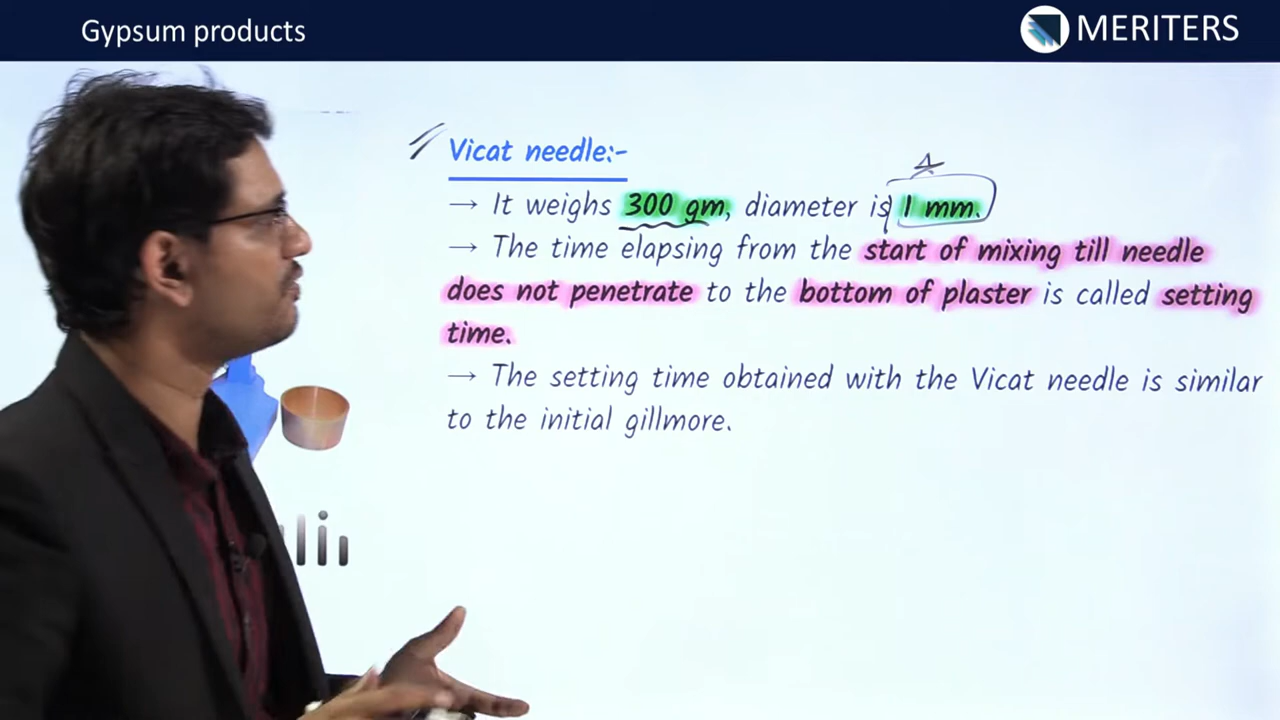 Gypsum products
MERITERS
Vicat needle:-
→ It weighs 300 gm, diameter is 1 mm.
→ The time elapsing from the start of mixing till needle
does not penetrate to the bottom of plaster is called setting
time.
→ The setting time obtained with the Vicat needle is similar
to the initial gillmore.